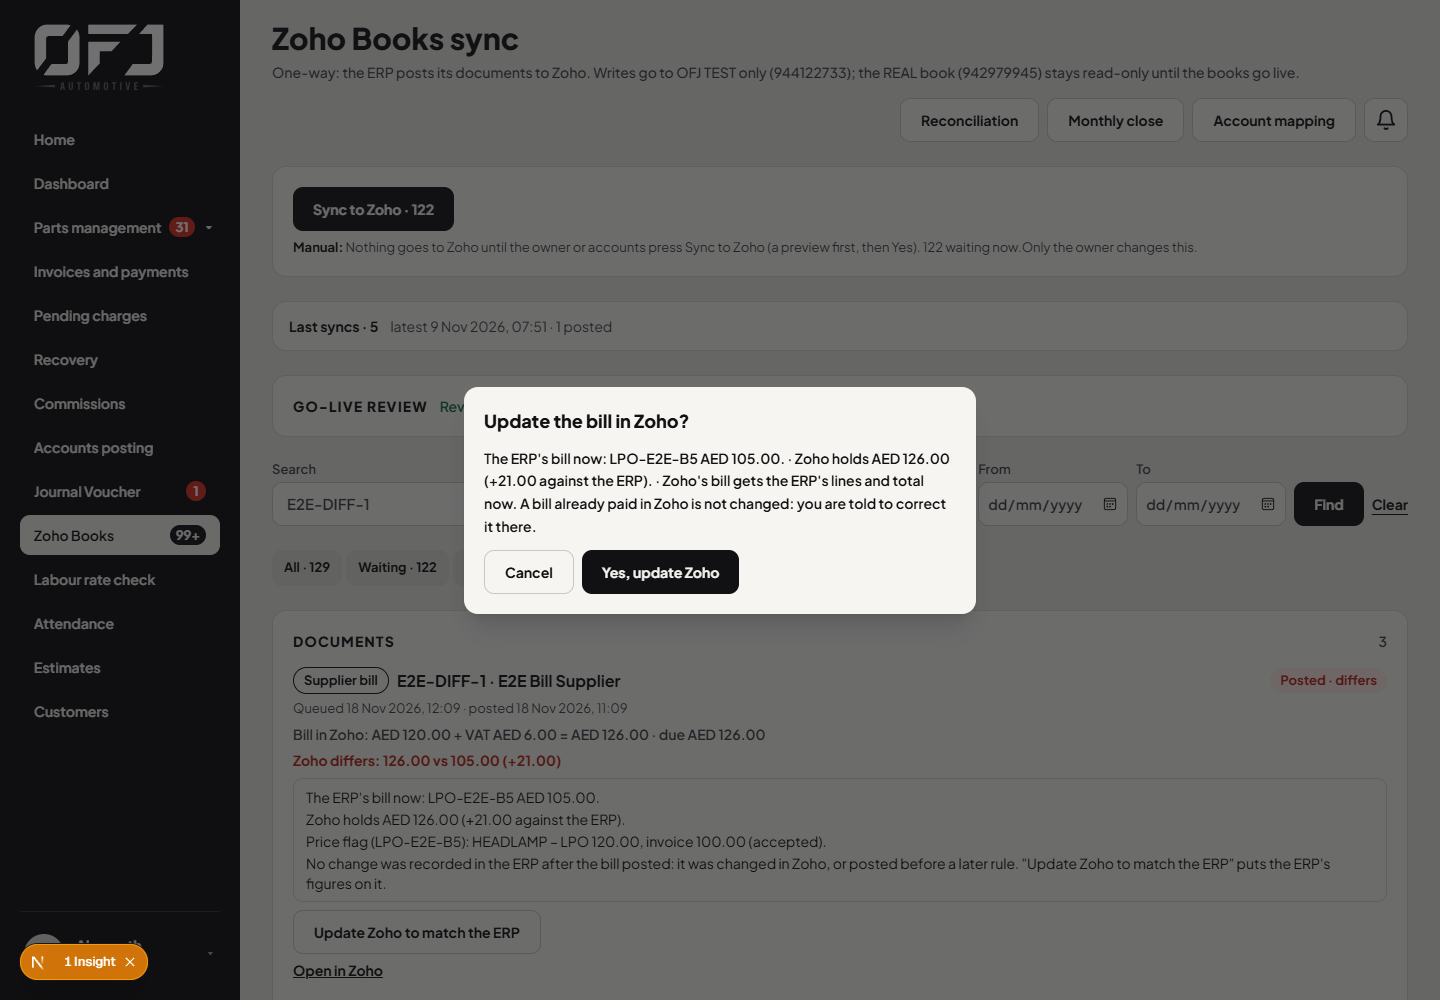 OFJ
AUTOMOTIVE
Home
Dashboard
Parts management 31
Invoices and payments
Pending charges
Recovery
Commissions
Accounts posting
Journal Voucher 1
Zoho Books 99+
Labour rate check
Attendance
Estimates
Customers
1 Insight
Zoho Books sync
One-way: the ERP posts its documents to Zoho. Writes go to OFJ TEST only (944122733); the REAL book (942979945) stays read-only until the books go live.
Reconciliation Monthly close Account mapping
Sync to Zoho · 122
Manual: Nothing goes to Zoho until the owner or accounts press Sync to Zoho (a preview first, then Yes). 122 waiting now.Only the owner changes this.
Last syncs · 5 latest 9 Nov 2026, 07:51 · 1 posted
GO-LIVE REVIEW Rev
Search From To
E2E-DIFF-1 dd/mm/yyyy dd/mm/yyyy Find Clear
All · 129 Waiting · 122
Update the bill in Zoho?
The ERP's bill now: LPO-E2E-B5 AED 105.00. · Zoho holds AED 126.00
(+21.00 against the ERP). · Zoho's bill gets the ERP's lines and total
now. A bill already paid in Zoho is not changed: you are told to correct
it there.
Cancel Yes, update Zoho
DOCUMENTS 3
Supplier bill E2E-DIFF-1 · E2E Bill Supplier Posted · differs
Queued 18 Nov 2026, 12:09 · posted 18 Nov 2026, 11:09
Bill in Zoho: AED 120.00 + VAT AED 6.00 = AED 126.00 · due AED 126.00
Zoho differs: 126.00 vs 105.00 (+21.00)
The ERP's bill now: LPO-E2E-B5 AED 105.00.
Zoho holds AED 126.00 (+21.00 against the ERP).
Price flag (LPO-E2E-B5): HEADLAMP – LPO 120.00, invoice 100.00 (accepted).
No change was recorded in the ERP after the bill posted: it was changed in Zoho, or posted before a later rule. "Update Zoho to match the ERP" puts the ERP's
figures on it.
Update Zoho to match the ERP
Open in Zoho